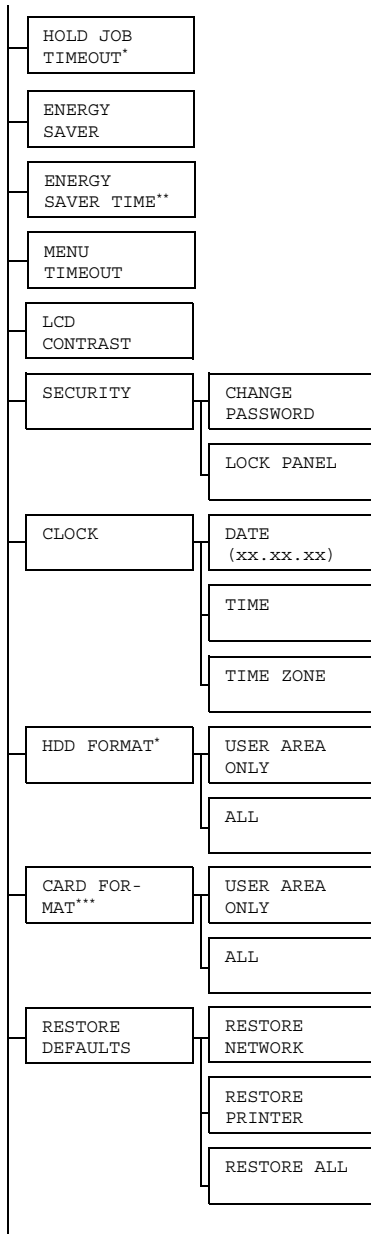 HOLD JOB
TIMEOUT*
ENERGY
SAVER
ENERGY
SAVER TIME**
MENU
TIMEOUT
LCD
CONTRAST
SECURITY
CHANGE
PASSWORD
LOCK PANEL
CLOCK
DATE
(xx.xx.xx)
TIME
TIME ZONE
HDD FORMAT*
USER AREA
ONLY
ALL
CARD FOR-
MAT***
USER AREA
ONLY
ALL
RESTORE
DEFAULTS
RESTORE
NETWORK
RESTORE
PRINTER
RESTORE ALL